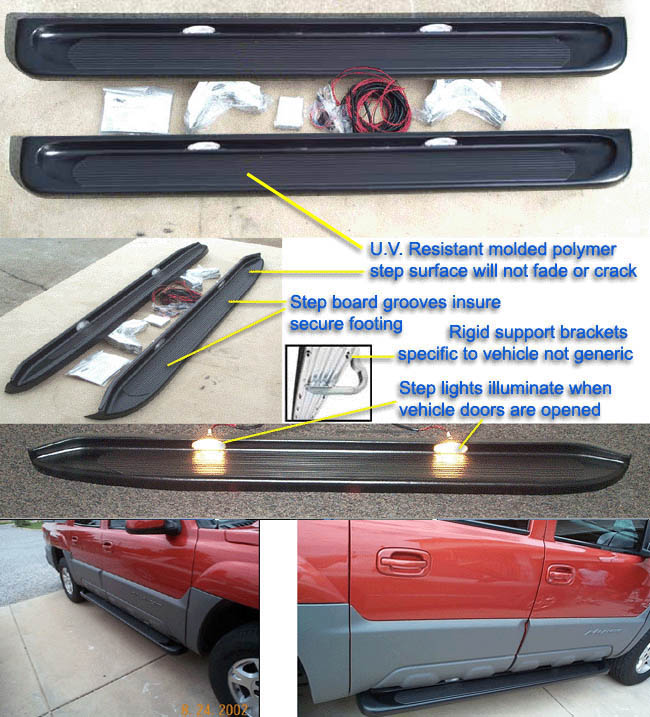 U.V. Resistant molded polymer
step surface will not fade or crack
Step board grooves insure
secure footing
Rigid support brackets
specific to vehicle not generic
Step lights illuminate when
vehicle doors are opened
8.24.2002